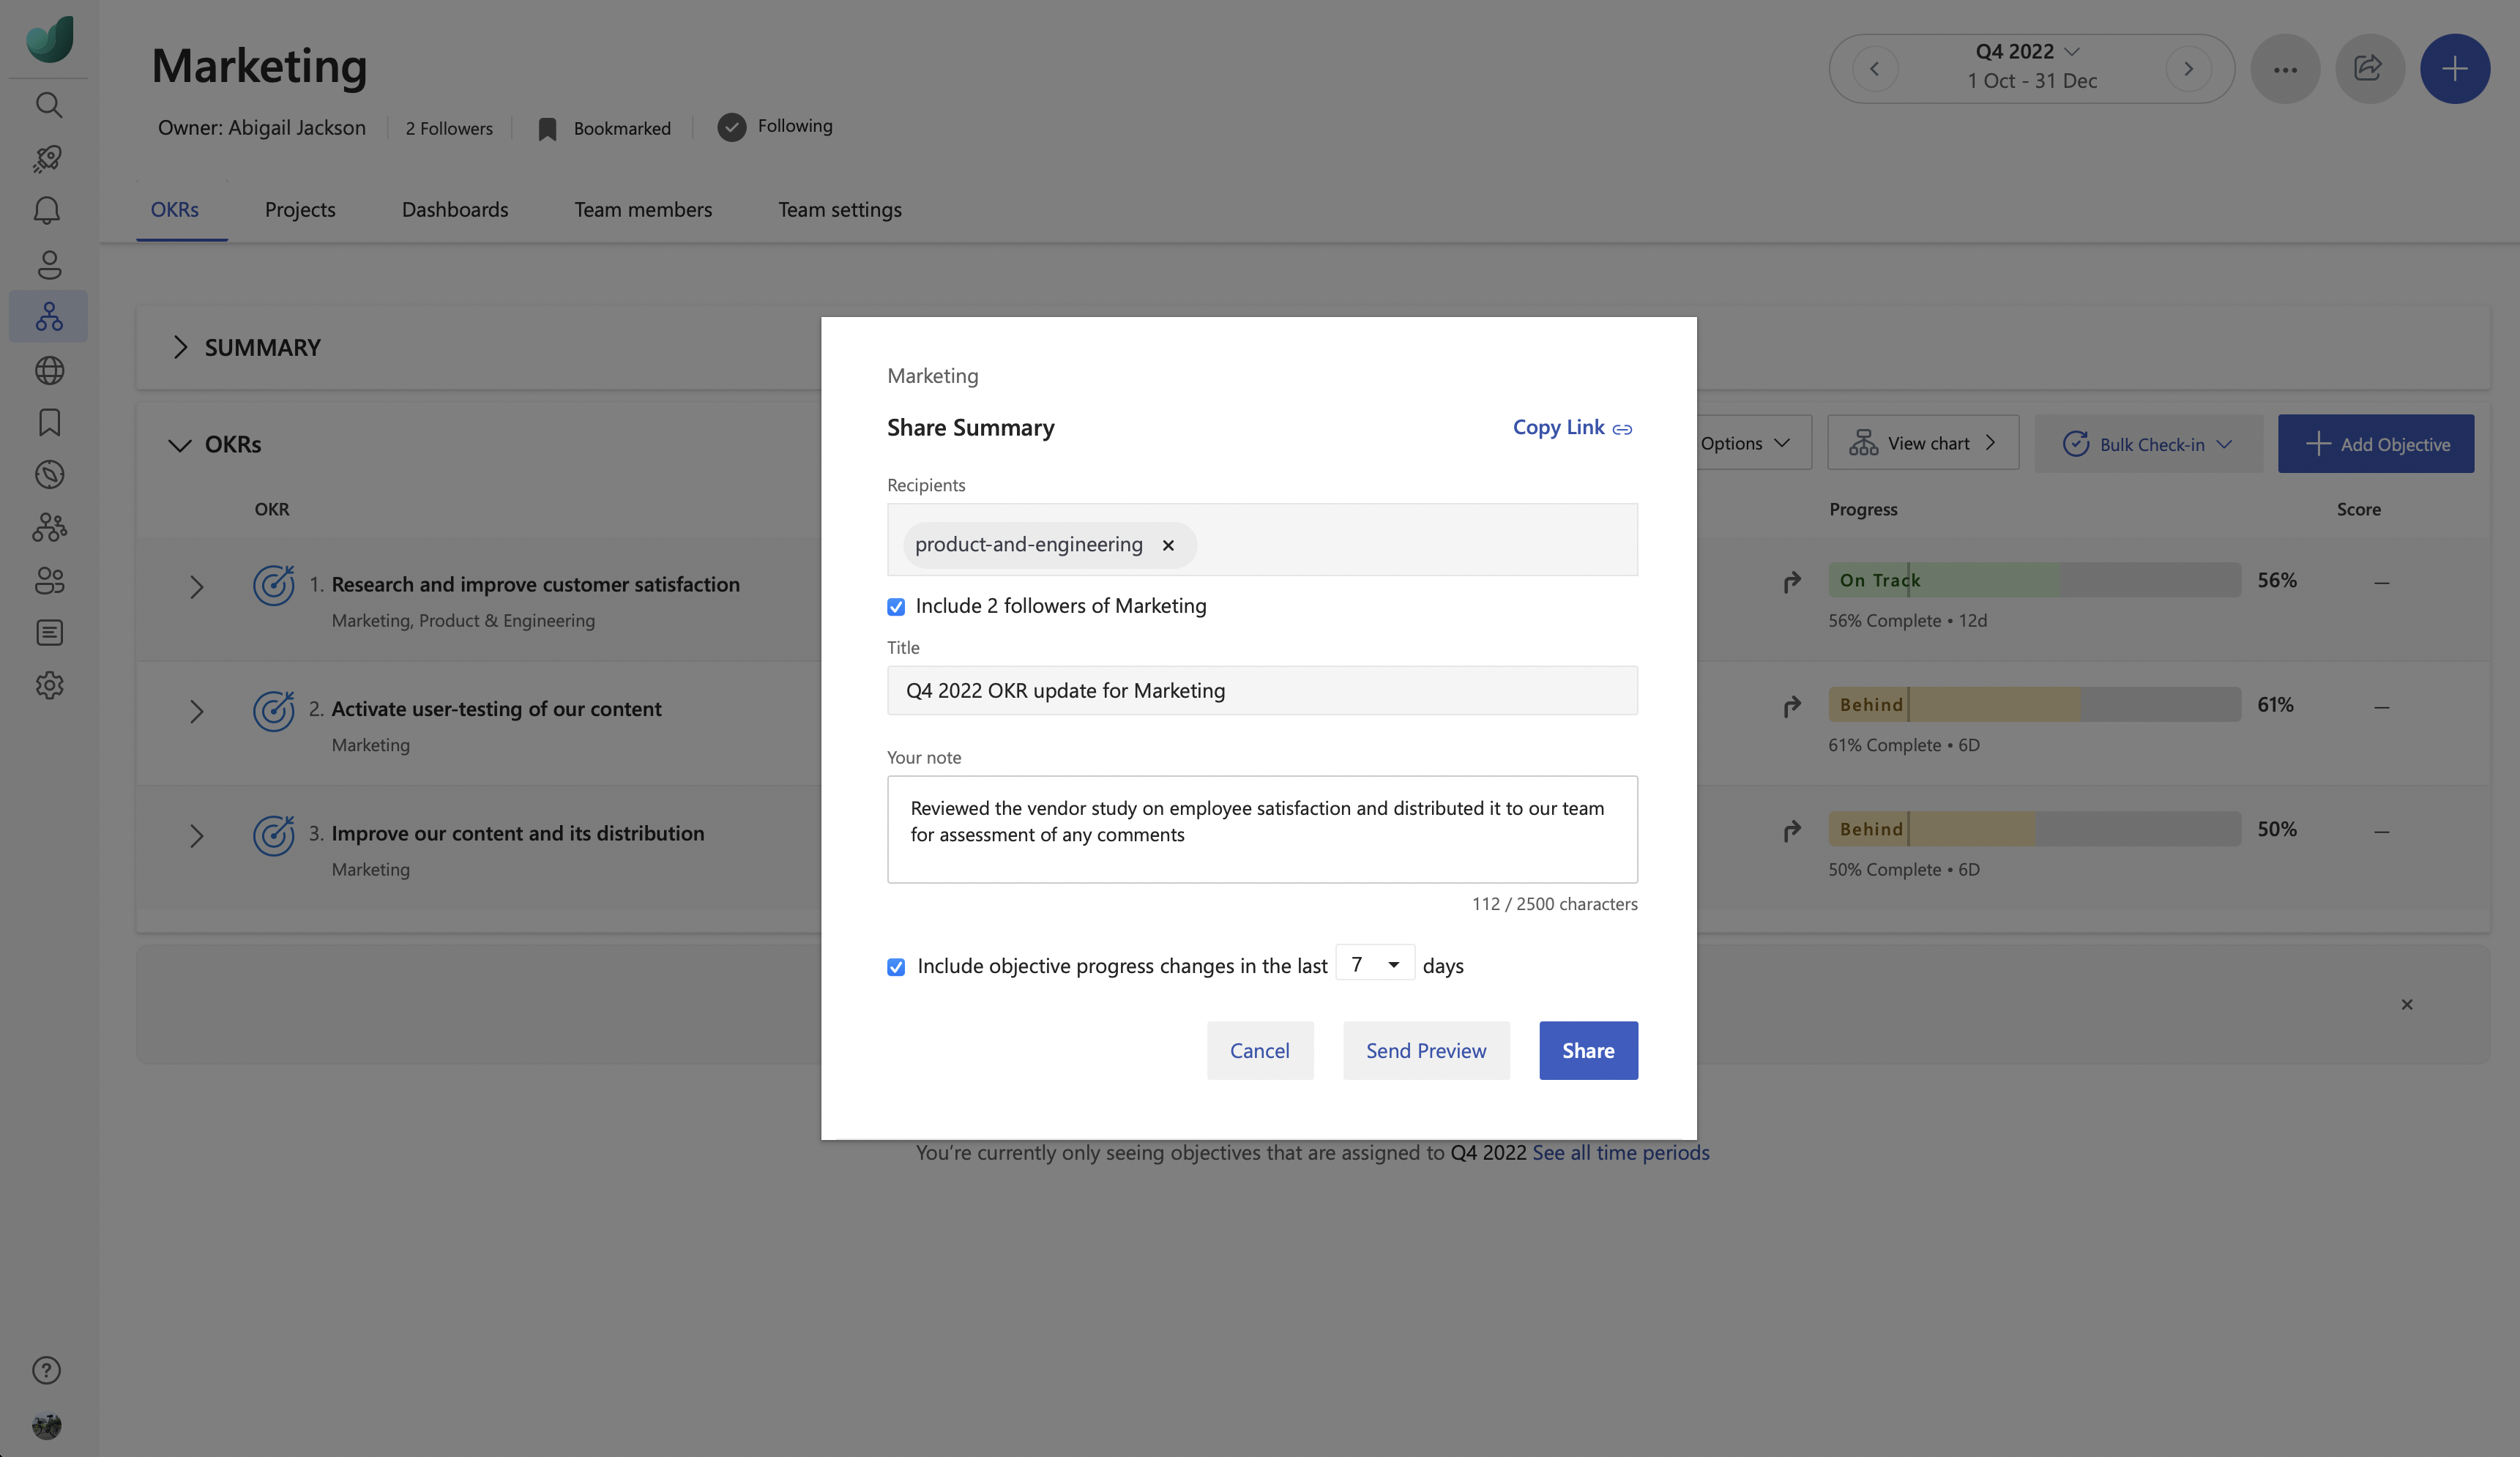 Marketing
Q4 2022
1 Oct - 31 Dec
Owner: Abigail Jackson
2 Followers
Bookmarked
Following
OKRs
Projects
Dashboards
Team members
Team settings
SUMMARY
OKRs
Options
View chart
Bulk Check-in
Add Objective
OKR
Progress
Score
1. Research and improve customer satisfaction
Marketing, Product & Engineering
On Track
56%
—
56% Complete • 12d
2. Activate user-testing of our content
Marketing
Behind
61%
—
61% Complete • 6D
3. Improve our content and its distribution
Marketing
Behind
50%
—
50% Complete • 6D
Marketing
Share Summary
Copy Link
Recipients
product-and-engineering
Include 2 followers of Marketing
Title
Q4 2022 OKR update for Marketing
Your note
Reviewed the vendor study on employee satisfaction and distributed it to our team
for assessment of any comments
112 / 2500 characters
Include objective progress changes in the last 7 days
Cancel
Send Preview
Share
You're currently only seeing objectives that are assigned to Q4 2022 See all time periods